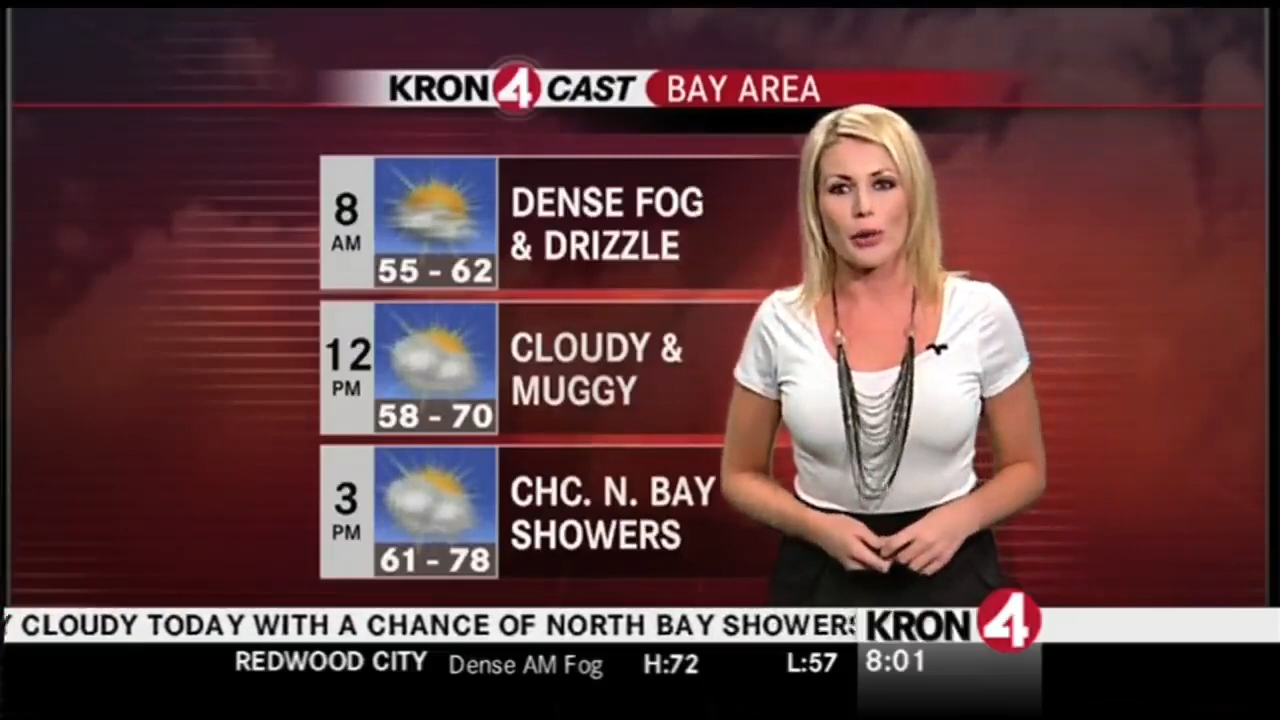 KRON 4 CAST BAY AREA
8
AM
55 - 62
DENSE FOG
& DRIZZLE
12
PM
58 - 70
CLOUDY &
MUGGY
3
PM
61 - 78
CHC. N. BAY
SHOWERS
CLOUDY TODAY WITH A CHANCE OF NORTH BAY SHOWERS
KRON 4
REDWOOD CITY Dense AM Fog H:72 L:57
8:01